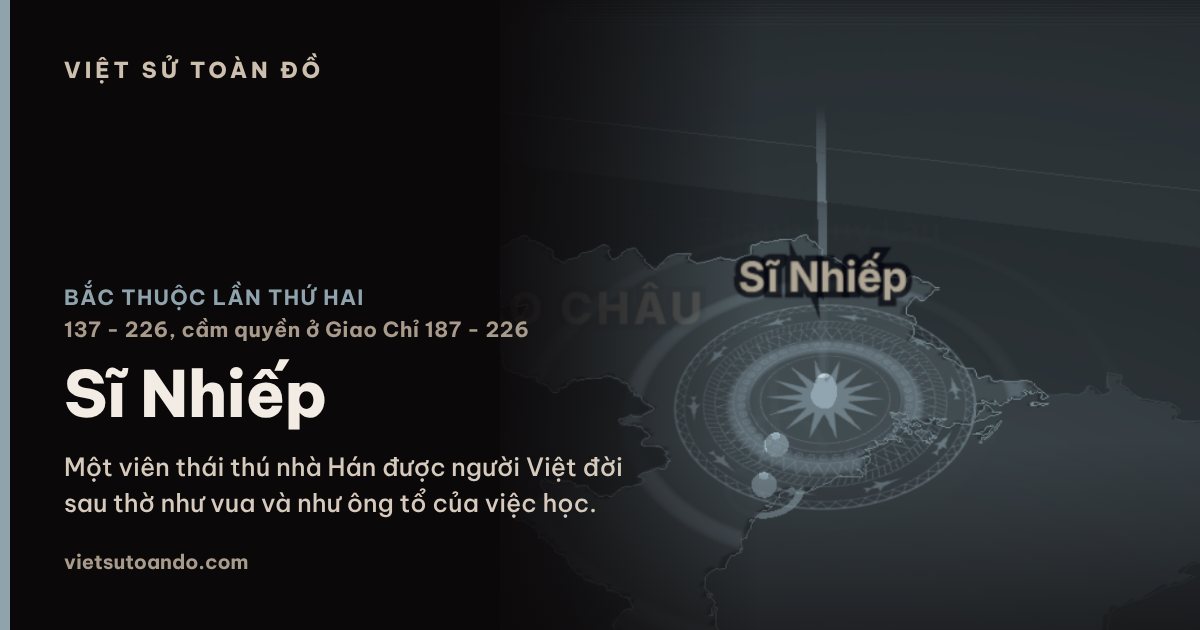 VIỆT SỬ TOÀN ĐỒ
BẮC THUỘC LẦN THỨ HAI
137 - 226, cầm quyền ở Giao Chỉ 187 - 226
Sĩ Nhiếp
Một viên thái thú nhà Hán được người Việt đời
sau thờ như vua và như ông tổ của việc học.
vietsutoando.com
Sĩ Nhiếp
CHÂU